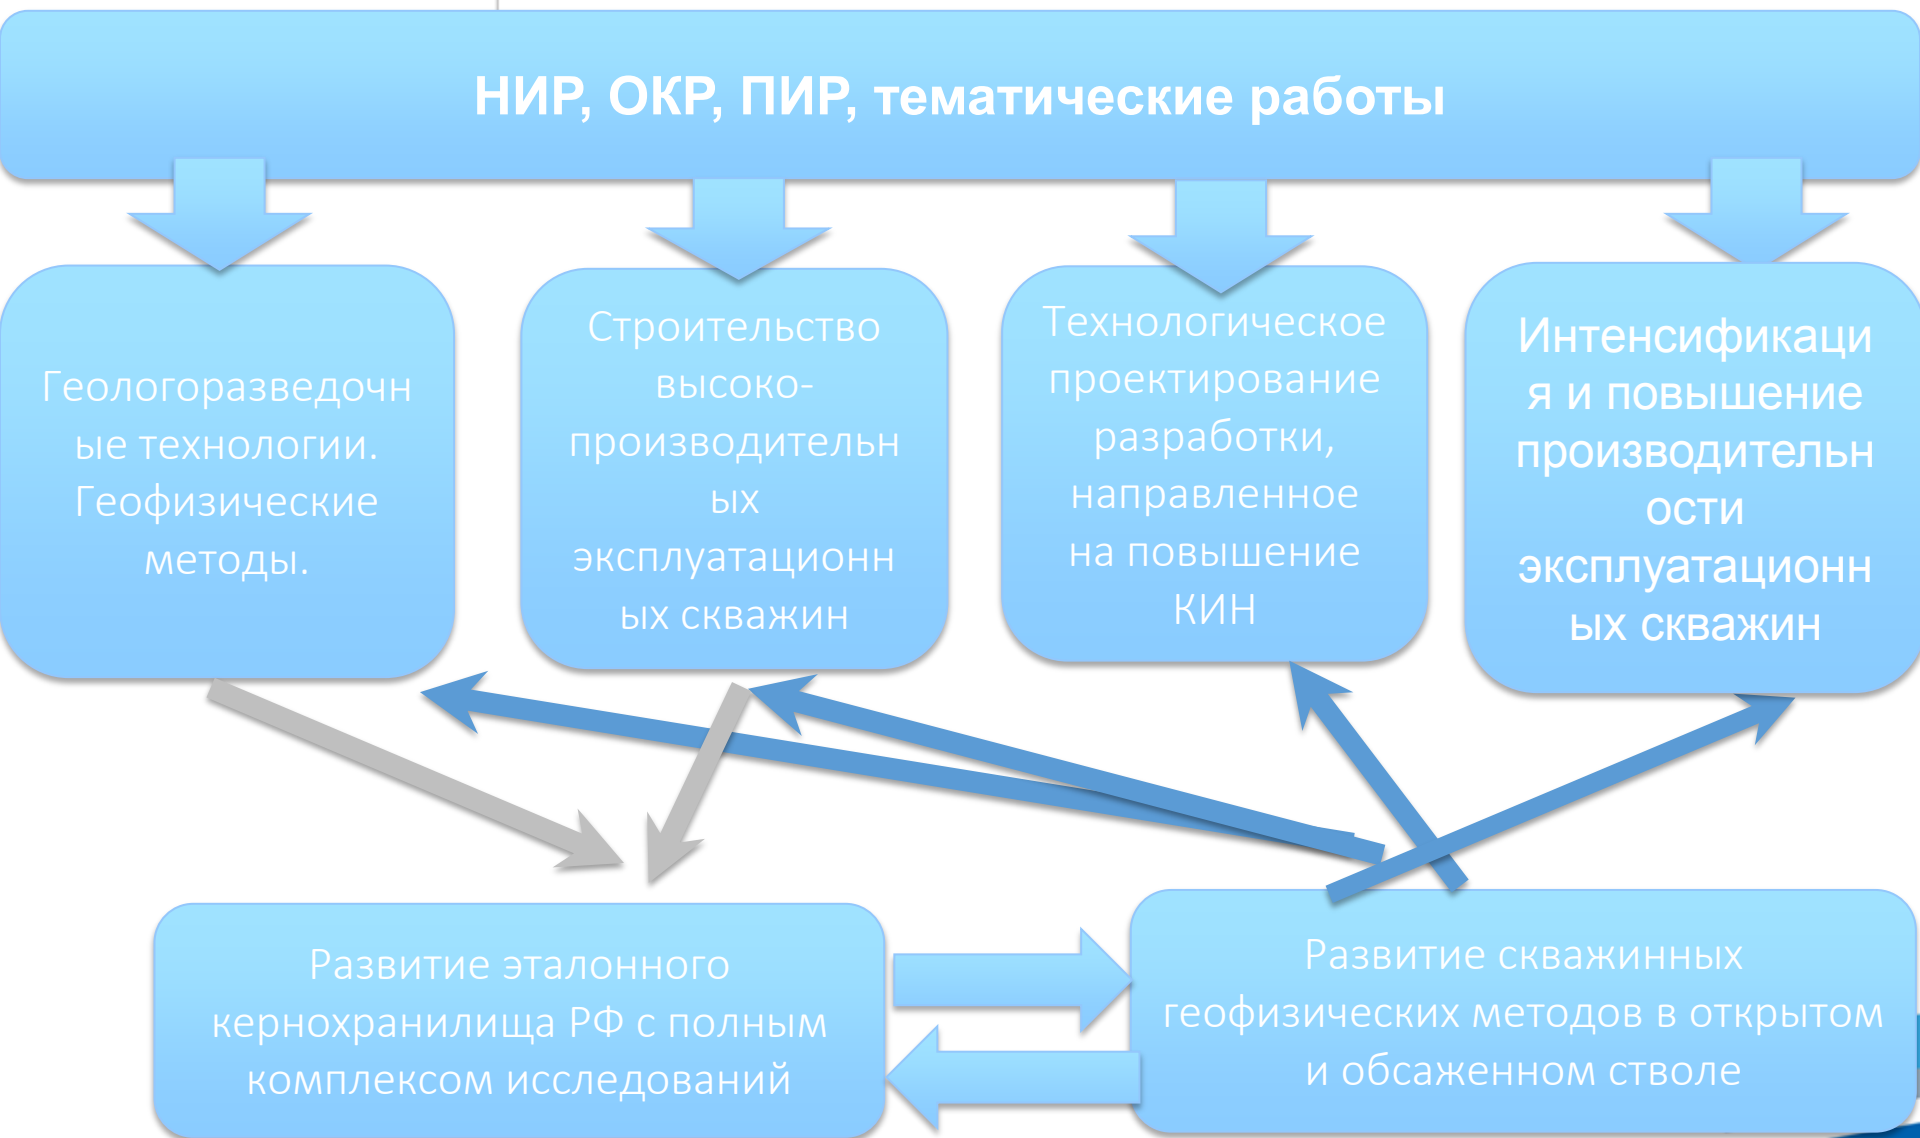 НИР, ОКР, ПИР, тематические работы
Геологоразведочн
ые технологии.
Геофизические
методы.
Строительство
высоко-
производительн
ых
эксплуатационн
ых скважин
Технологическое
проектирование
разработки,
направленное
на повышение
КИН
Интенсификаци
я и повышение
производительн
ости
эксплуатационн
ых скважин
Развитие эталонного
кернохранилища РФ с полным
комплексом исследований
Развитие скважинных
геофизических методов в открытом
и обсаженном стволе